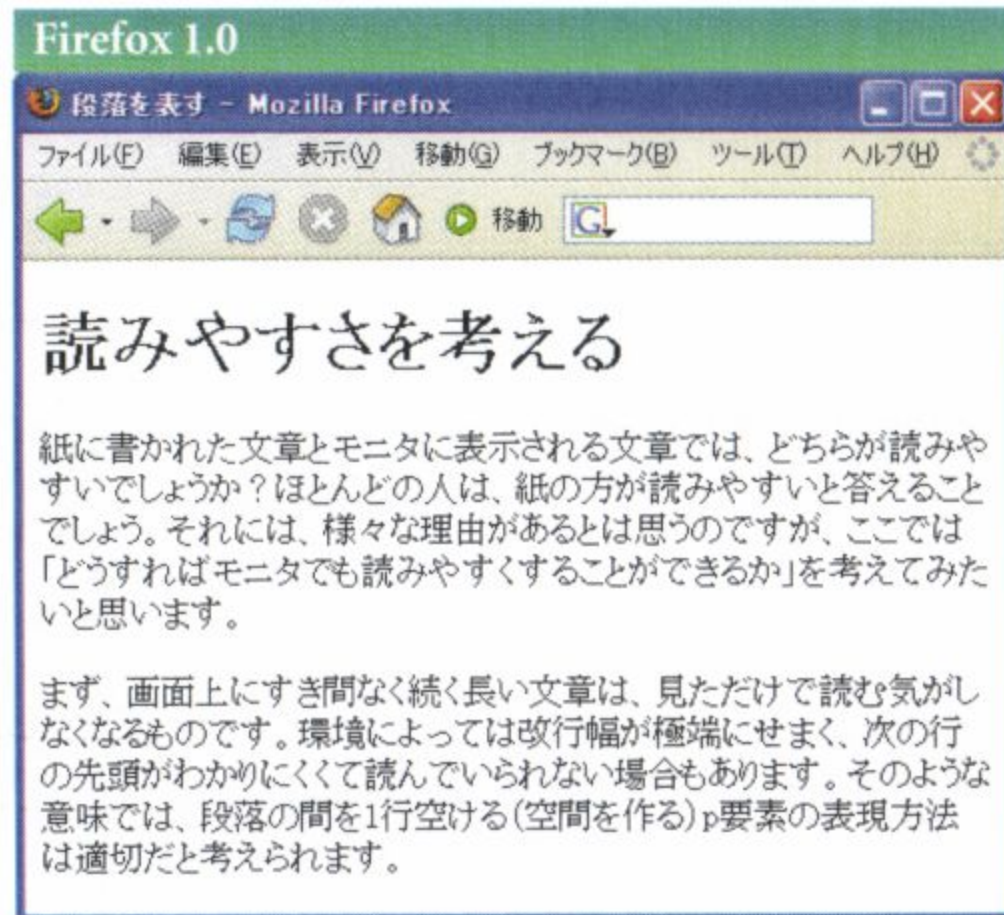 Firefox 1.0
段落を表す - Mozilla Firefox
ファイル(F) 編集(E) 表示(V) 移動(G) ブックマーク(B) ツール(T) ヘルプ(H)
移動 G
読みやすさを考える
紙に書かれた文章とモニタに表示される文章では、どちらが読みや
すいでしょうか？ほとんどの人は、紙の方が読みやすいと答えること
でしょう。それには、様々な理由があるとは思うのですが、ここでは
「どうすればモニタでも読みやすくすることができるか」を考えてみた
いと思います。
まず、画面上にすき間なく続く長い文章は、見ただけで読む気がし
なくなるものです。環境によっては改行幅が極端にせまく、次の行
の先頭がわかりにくくて読んでいられない場合もあります。そのような
意味では、段落の間を1行空ける(空間を作る)p要素の表現方法
は適切だと考えられます。